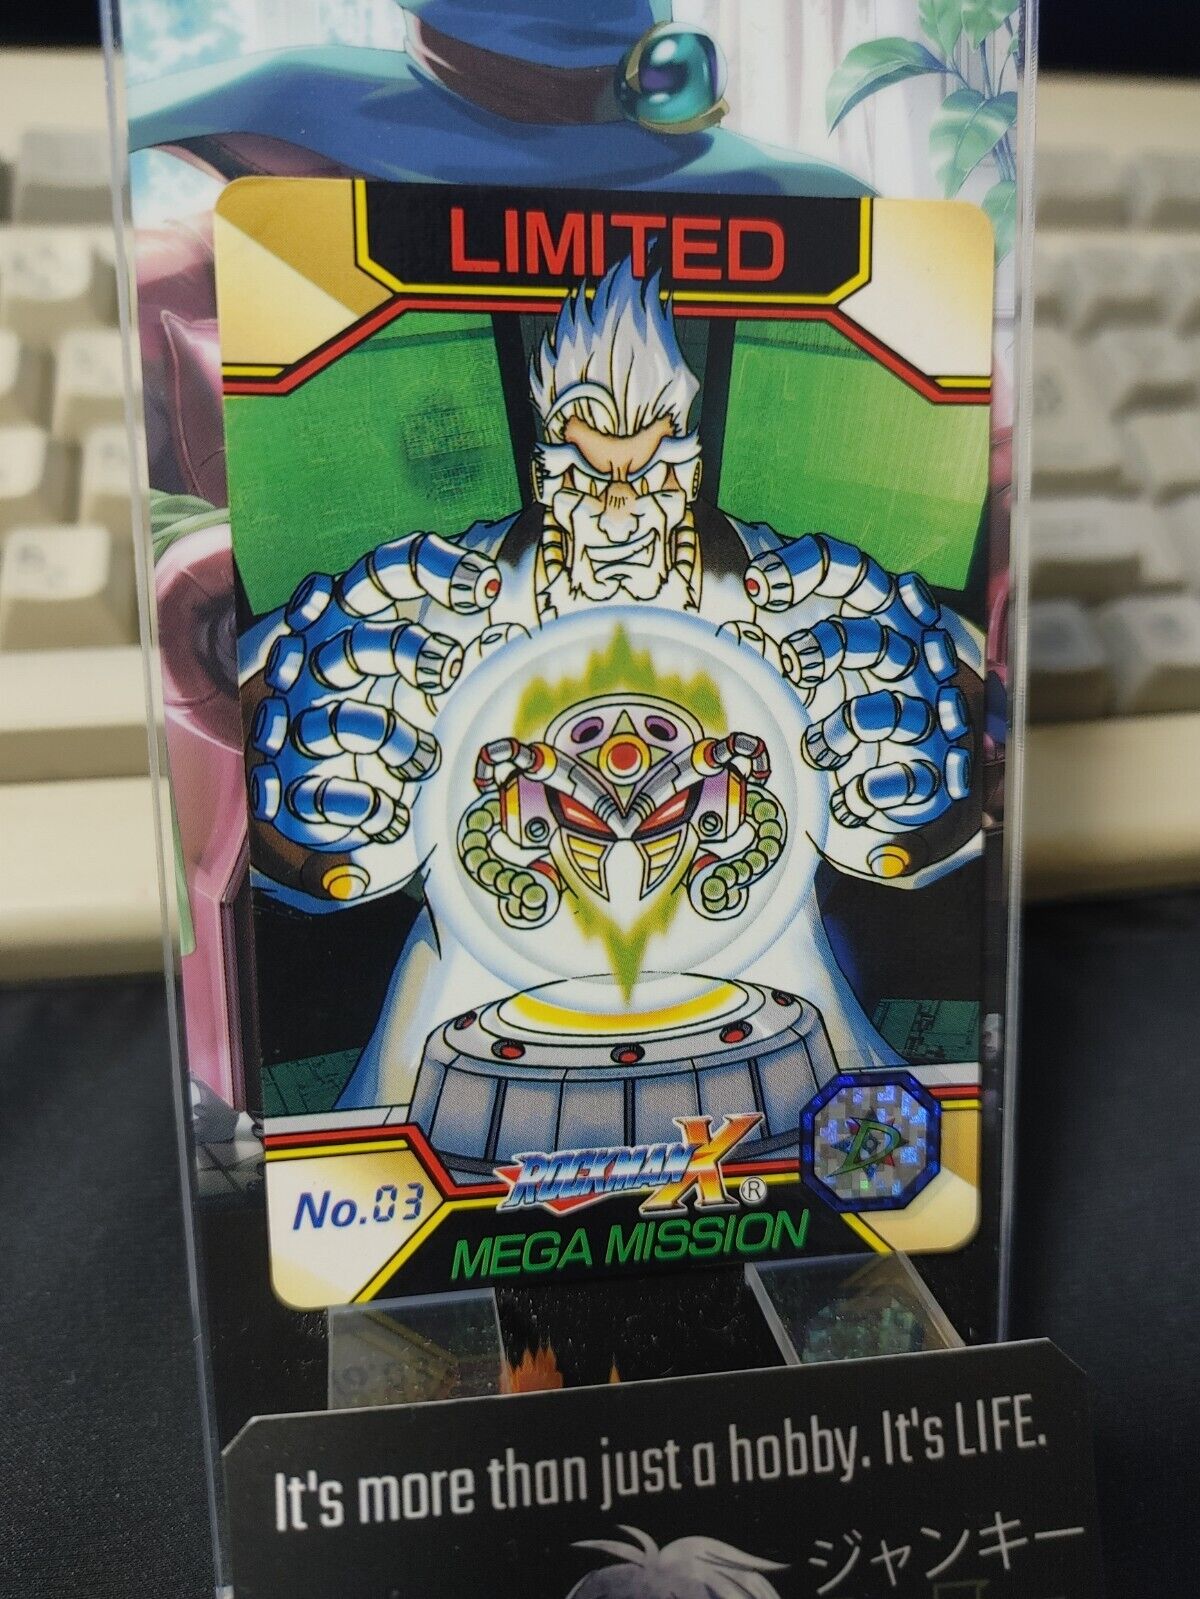 LIMITED
No.03
ROCKMAN X ®
MEGA MISSION
D
It's more than just a hobby. It's LIFE.
ジャンキー